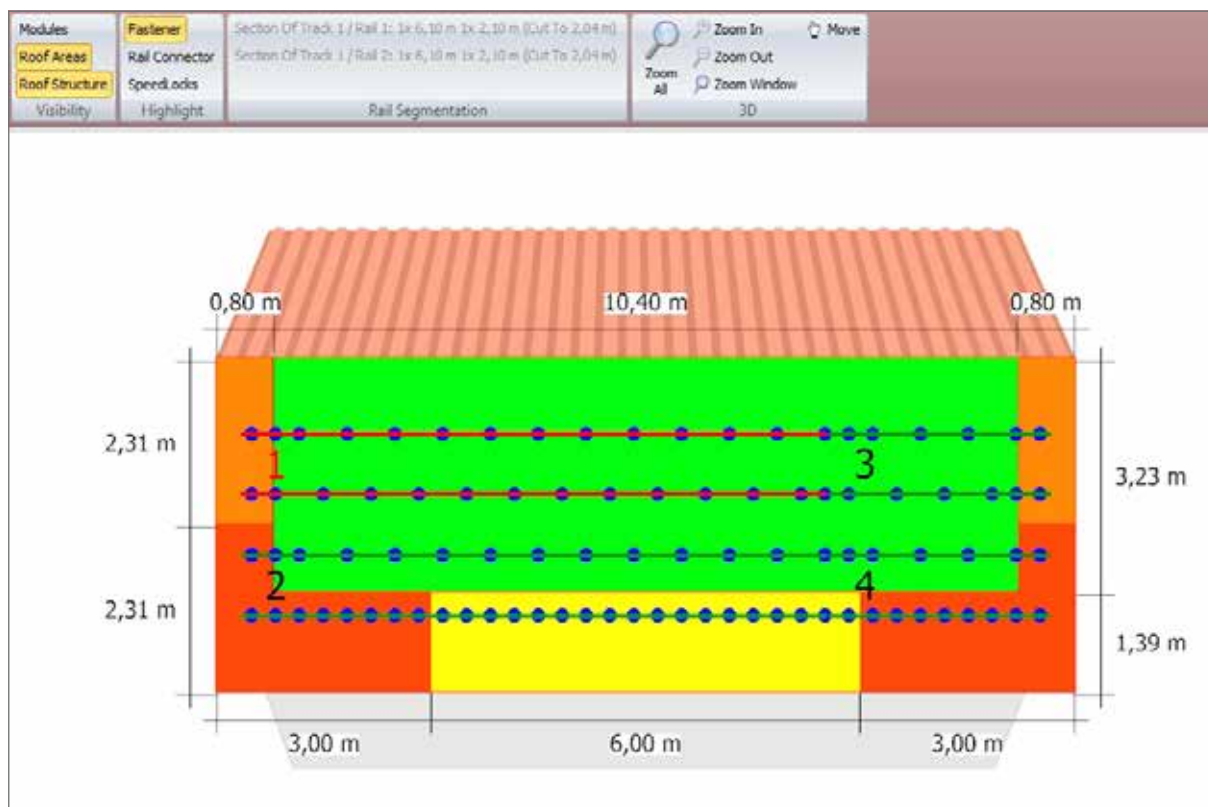 Modules
Roof Areas
Roof Structure
Visibility
Fastener
Rail Connector
SpeedLocks
Highlight
Section Of Track 1 / Rail 1: 1x 6,10 m 1x 2,10 m (Cut To 2,04 m)
Section Of Track 1 / Rail 2: 1x 6,10 m 1x 2,10 m (Cut To 2,04 m)
Rail Segmentation
Zoom
All
Zoom In
Zoom Out
Zoom Window
Move
3D
0,80 m 10,40 m 0,80 m
2,31 m
1 3
3,23 m
2 4
2,31 m
1,39 m
3,00 m 6,00 m 3,00 m